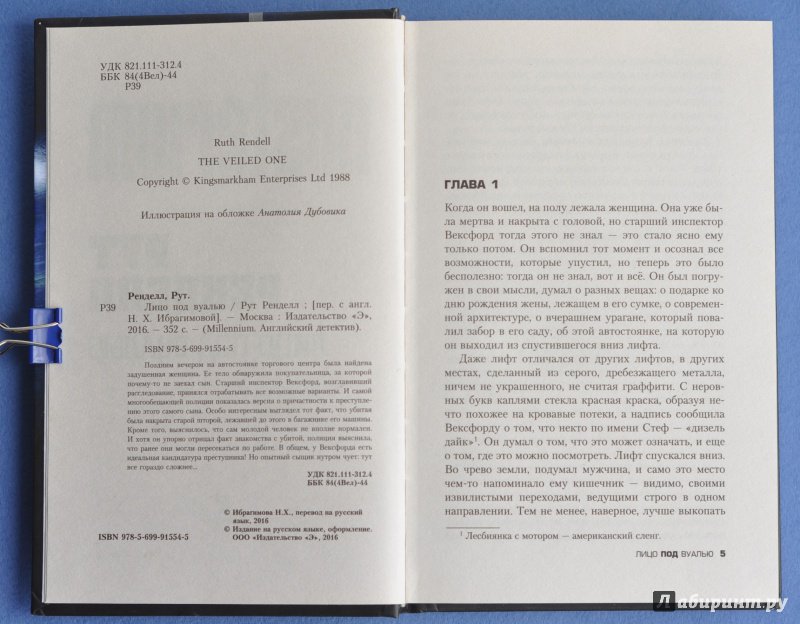 УДК 821.111-312.4
ББК 84(4Вел)-44
Р39
Ruth Rendell
THE VEILED ONE
Copyright © Kingsmarkham Enterprises Ltd 1988
Иллюстрация на обложке Анатолия Дубовика
Ренделл, Рут.
Р39 Лицо под вуалью / Рут Ренделл ; [пер. с англ.
Н. Х. Ибрагимовой]. — Москва : Издательство «Э»,
2016. — 352 с. — (Millennium. Английский детектив).
ISBN 978-5-699-91554-5
Поздним вечером на автостоянке торгового центра была найдена
задушенная женщина. Ее тело обнаружила покупательница, за которой
почему-то не заехал сын. Старший инспектор Вексфорд, возглавивший
расследование, принялся отрабатывать все возможные варианты. И самой
многообещающей полиции показалась версия о причастности к преступле-
нию этого самого сына. Особо интересным выглядел тот факт, что убитая
была накрыта старой шторой, лежавшей до этого в багажнике его машины.
Кроме того, выяснилось, что сам молодой человек не вполне нормален.
И хотя он упорно отрицал факт знакомства с убитой, полиция выяснила,
что ранее они могли пересекаться по работе. В общем, у Вексфорда есть
идеальная кандидатура преступника! Но опытный сыщик нутром чует: тут
все гораздо сложнее...
УДК 821.111-312.4
ББК 84(4Вел)-44
© Ибрагимова Н.Х., перевод на русский
язык, 2016
© Издание на русском языке, оформление.
ООО «Издательство «Э», 2016
ISBN 978-5-699-91554-5
ГЛАВА 1
Когда он вошел, на полу лежала женщина. Она уже бы-
ла мертва и накрыта с головой, но старший инспектор
Вексфорд тогда этого не знал — это стало ясно ему
только потом. Он вспомнил тот момент и осознал все
возможности, которые упустил, но теперь это было
бесполезно: тогда он не знал, вот и всё. Он был погру-
жен в свои мысли, думал о разных вещах: о подарке ко
дню рождения жены, лежащем в его сумке, о современ-
ной архитектуре, о вчерашнем урагане, который по-
валил забор в его саду, об этой автостоянке, на которую
он выходил из спустившегося вниз лифта.
Даже лифт отличался от других лифтов, в других
местах, сделанный из серого, дребезжащего металла,
ничем не украшенного, не считая граффити. С неров-
ных букв каплями стекла красная краска, образуя не-
что похожее на кровавые потеки, а надпись сообщила
Вексфорду о том, что некто по имени Стеф — «дизель
дайк»¹. Он думал о том, что это может означать, и еще
о том, где это можно посмотреть. Лифт спускался вниз.
Во чрево земли, подумал мужчина, и само это место
чем-то напоминало ему кишечник — видимо, своими
извилистыми переходами, ведущими строго в одном
направлении. Тем не менее, наверное, лучше выкопать
¹ Лесбиянка с мотором — американский сленг.
ЛИЦО ПОД ВУАЛЬЮ 5
Лабиринт.ру